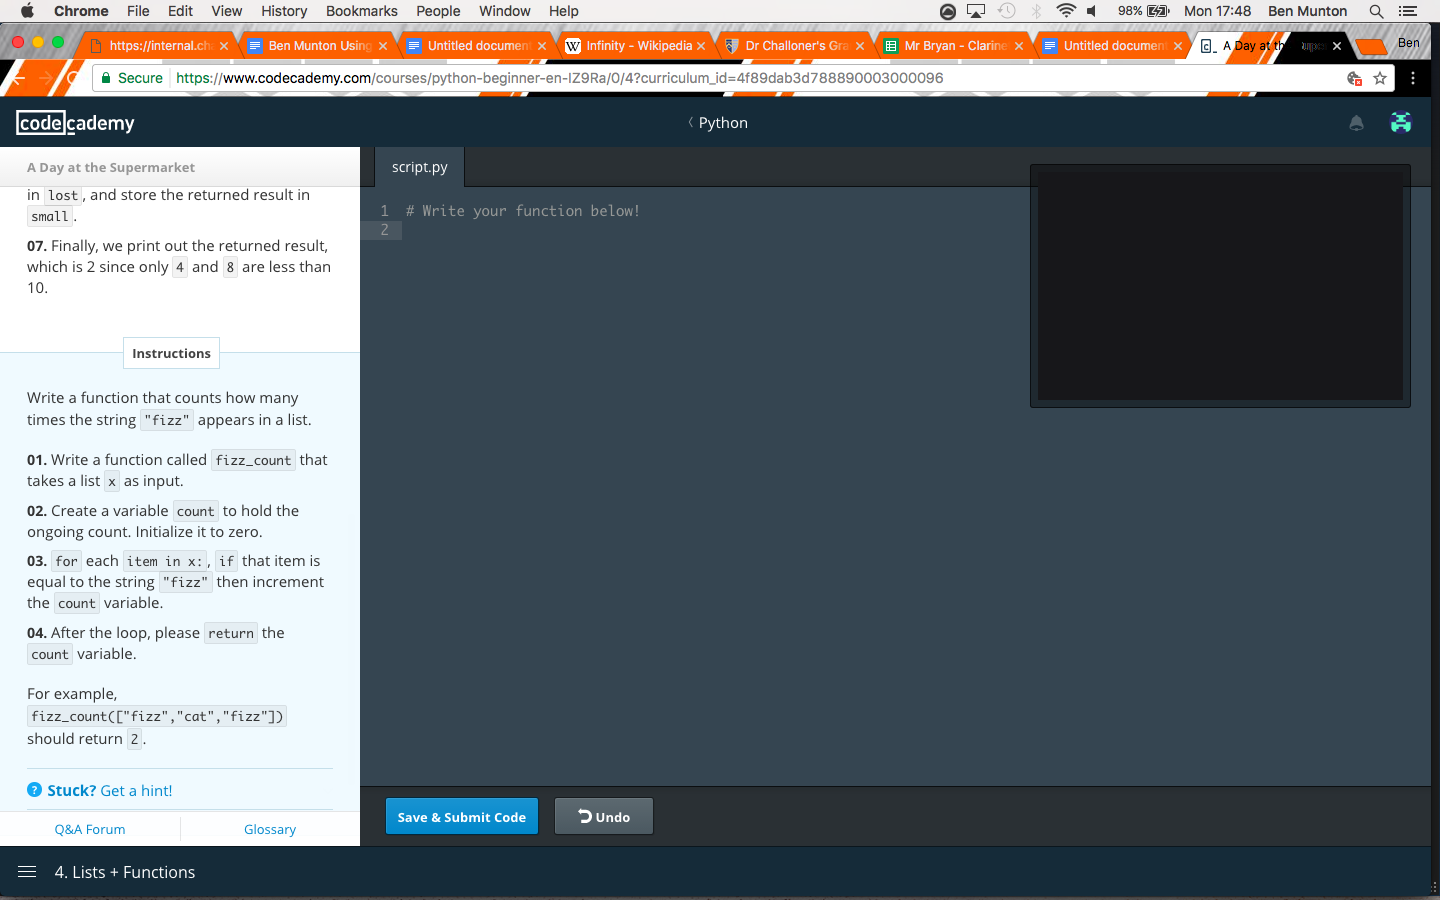 Chrome File Edit View History Bookmarks People Window Help 98% Mon 17:48 Ben Munton
https://internal.ch Ben Munton Using Untitled document Infinity - Wikipedia Dr Challoner's Gra Mr Bryan - Clarine Untitled document A Day at th Ben
Secure https://www.codecademy.com/courses/python-beginner-en-IZ9Ra/0/4?curriculum_id=4f89dab3d788890003000096
codecademy
Python
A Day at the Supermarket
in lost, and store the returned result in
small.
07. Finally, we print out the returned result,
which is 2 since only 4 and 8 are less than
10.
Instructions
Write a function that counts how many
times the string "fizz" appears in a list.
01. Write a function called fizz_count that
takes a list x as input.
02. Create a variable count to hold the
ongoing count. Initialize it to zero.
03. for each item in x:, if that item is
equal to the string "fizz" then increment
the count variable.
04. After the loop, please return the
count variable.
For example,
fizz_count(["fizz","cat","fizz"])
should return 2.
? Stuck? Get a hint!
Q&A Forum Glossary
script.py
1 # Write your function below!
2
Save & Submit Code Undo
4. Lists + Functions